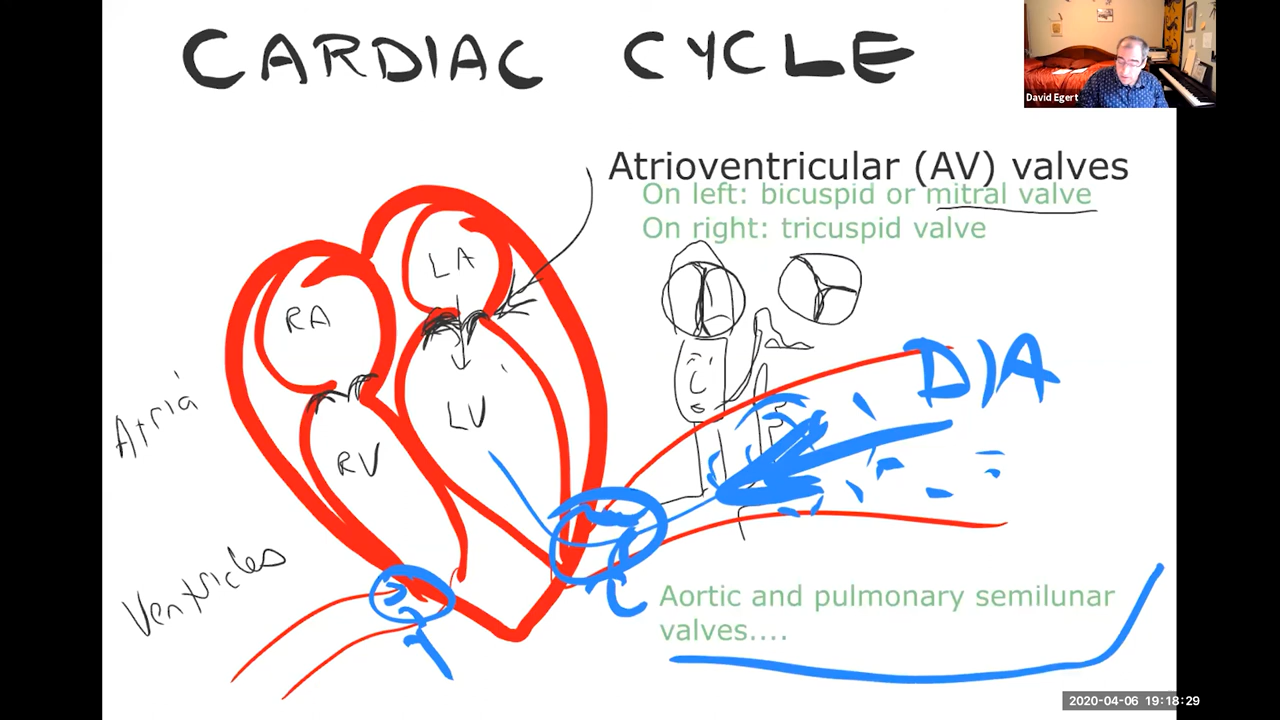 CARDIAC CYCLE
David Egert
Atrioventricular (AV) valves
On left: bicuspid or mitral valve
On right: tricuspid valve
LA
RA
DIA
LV
RV
Atria
Ventricles
Aortic and pulmonary semilunar
valves....
2020-04-06 19:18:29